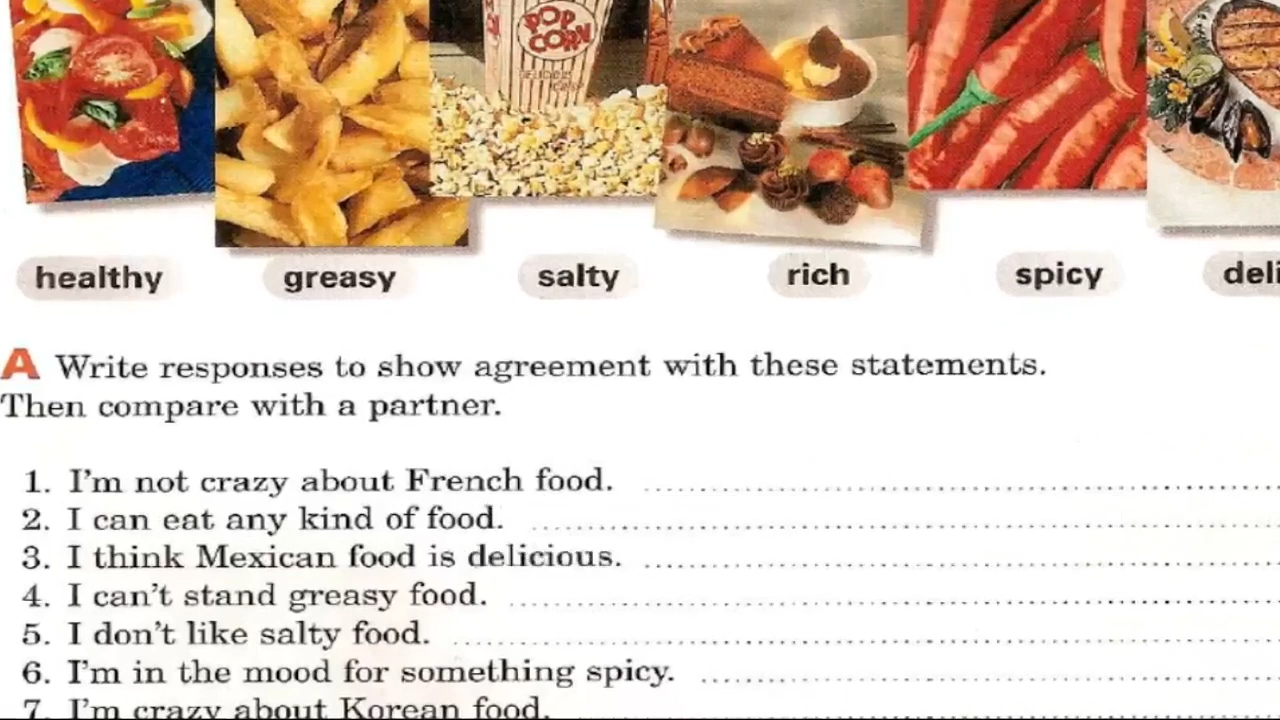 POP
CORN
DELICIOUS
healthy greasy salty rich spicy deli
A Write responses to show agreement with these statements.
Then compare with a partner.
1. I'm not crazy about French food.
2. I can eat any kind of food.
3. I think Mexican food is delicious.
4. I can't stand greasy food.
5. I don't like salty food.
6. I'm in the mood for something spicy.
7. I'm crazy about Korean food.